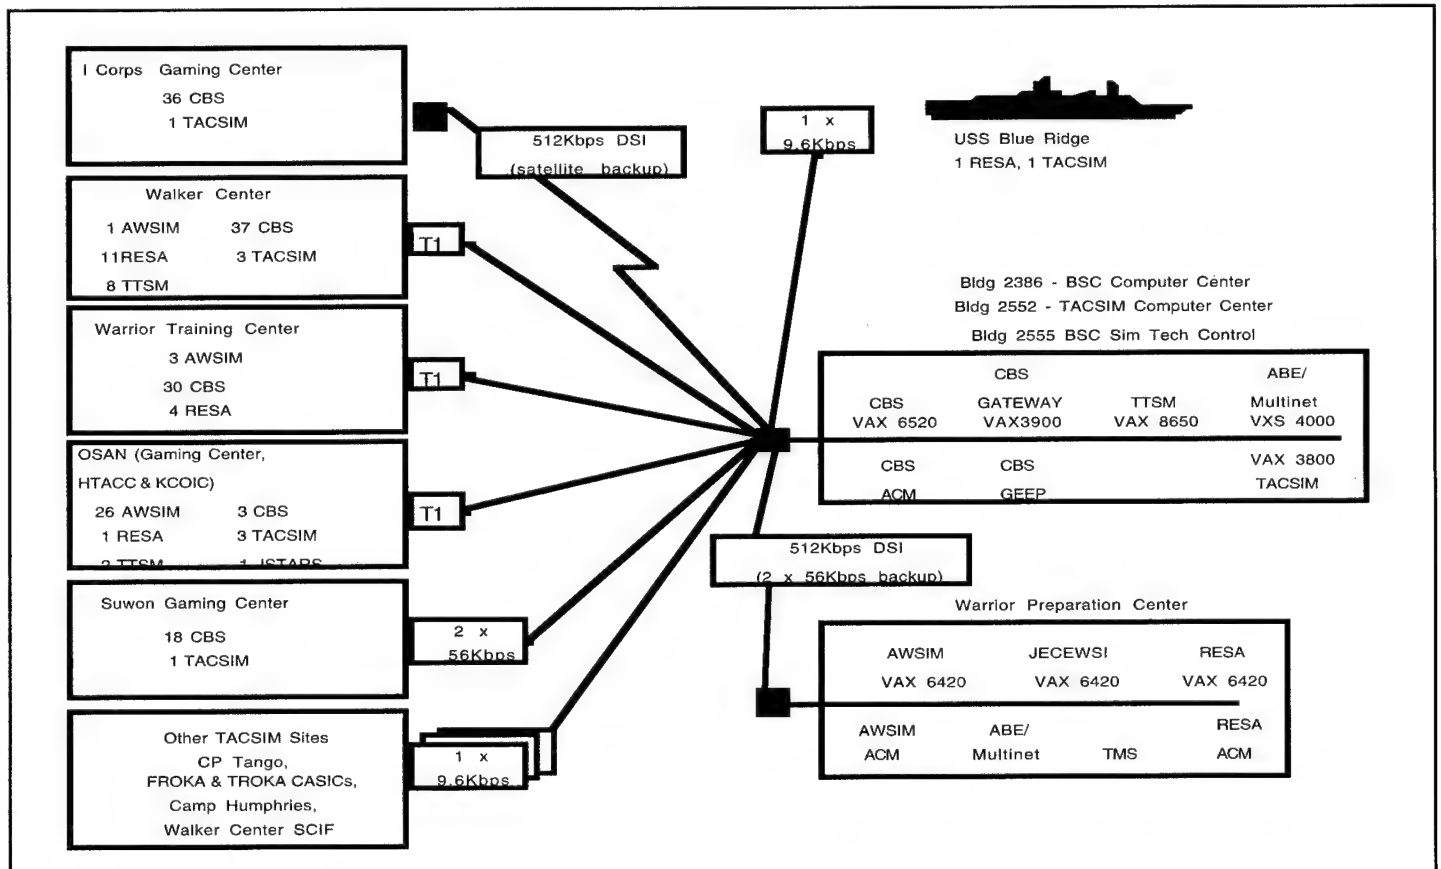 I Corps Gaming Center
36 CBS
1 TACSIM
512Kbps DSI
(satellite backup)
1 x
9.6Kbps
USS Blue Ridge
1 RESA, 1 TACSIM
Walker Center
1 AWSIM 37 CBS
11RESA 3 TACSIM
8 TTSM
T1
Warrior Training Center
3 AWSIM
30 CBS
4 RESA
T1
OSAN (Gaming Center,
HTACC & KCOIC)
26 AWSIM 3 CBS
1 RESA 3 TACSIM
2 TTSM 1 JSTARS
T1
Suwon Gaming Center
18 CBS
1 TACSIM
2 x
56Kbps
Other TACSIM Sites
CP Tango,
FROKA & TROKA CASICs,
Camp Humphries,
Walker Center SCIF
1 x
9.6Kbps
Bldg 2386 - BSC Computer Center
Bldg 2552 - TACSIM Computer Center
Bldg 2555 BSC Sim Tech Control
CBS ABE/
CBS GATEWAY TTSM Multinet
VAX 6520 VAX3900 VAX 8650 VXS 4000
CBS CBS VAX 3800
ACM GEEP TACSIM
512Kbps DSI
(2 x 56Kbps backup)
Warrior Preparation Center
AWSIM JECEWSI RESA
VAX 6420 VAX 6420 VAX 6420
AWSIM ABE/ RESA
ACM Multinet TMS ACM